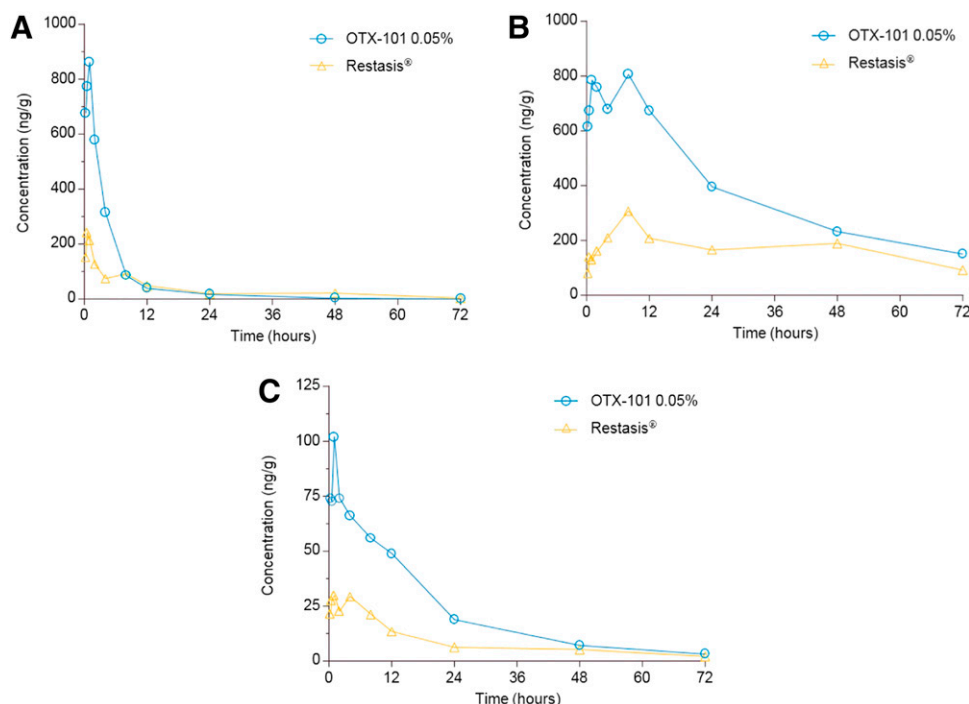 A
OTX-101 0.05%
Restasis®
Concentration (ng/g)
1000
800
600
400
200
0
0 12 24 36 48 60 72
Time (hours)
B
OTX-101 0.05%
Restasis®
Concentration (ng/g)
1000
800
600
400
200
0
0 12 24 36 48 60 72
Time (hours)
C
OTX-101 0.05%
Restasis®
Concentration (ng/g)
125
100
75
50
25
0
0 12 24 36 48 60 72
Time (hours)